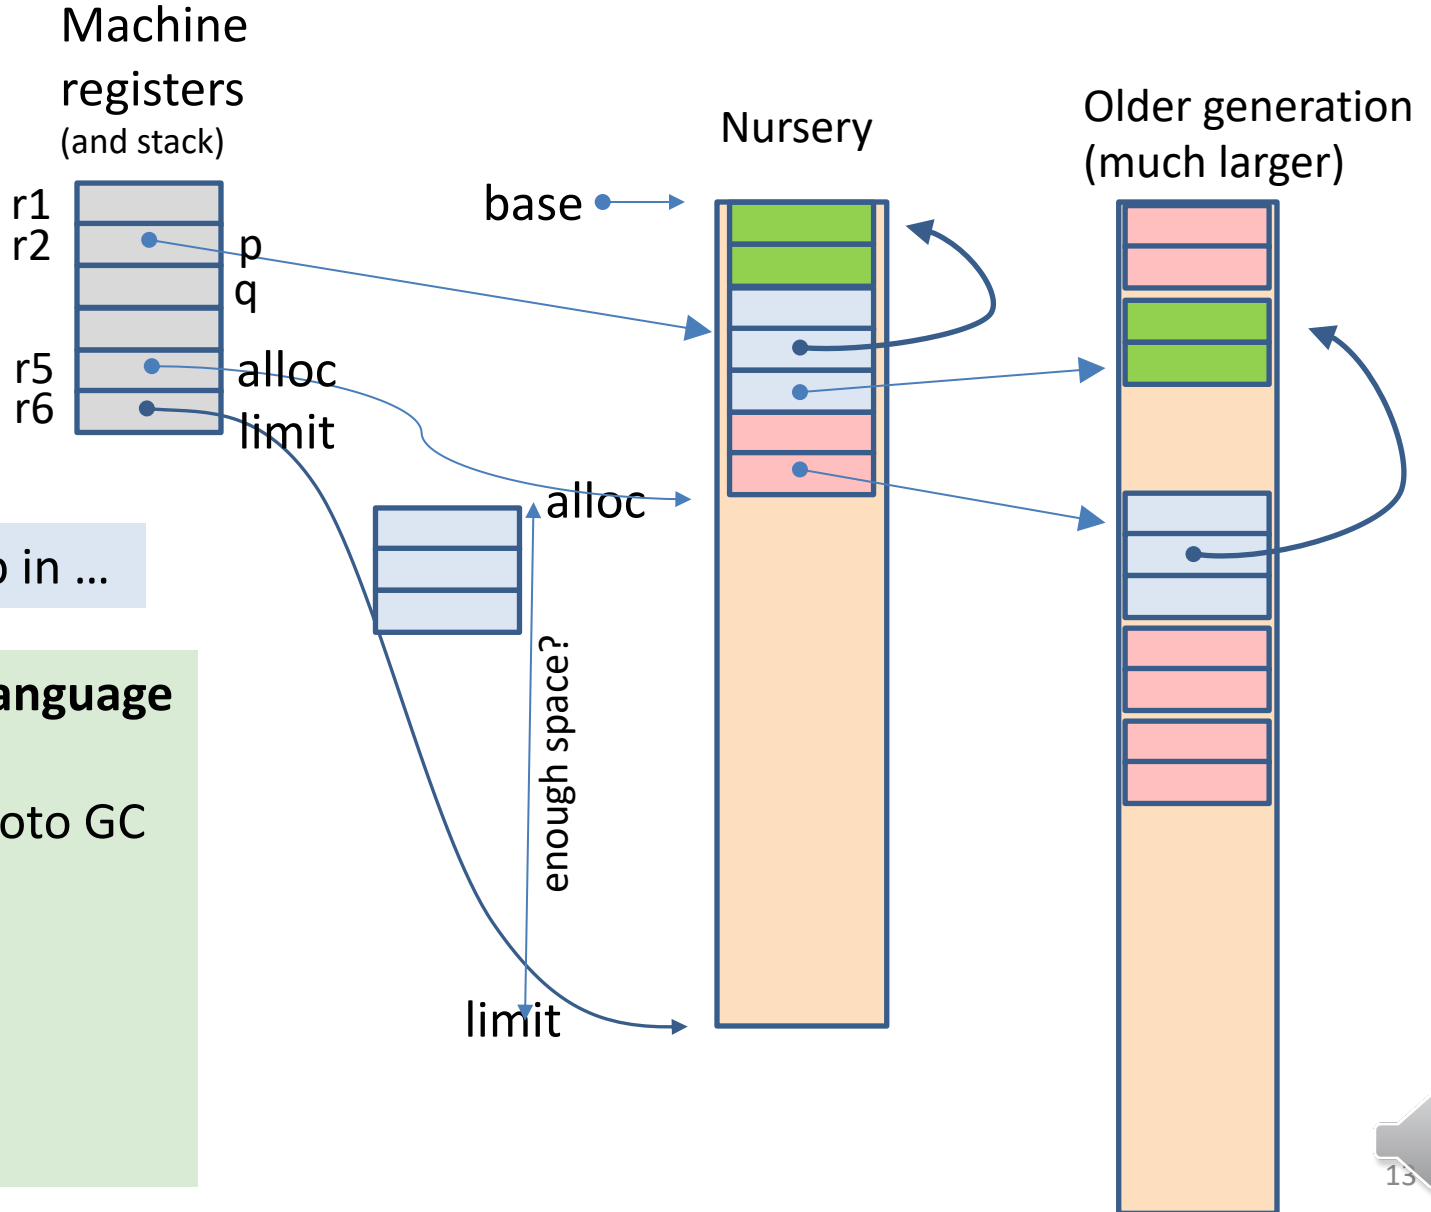 Machine
registers
(and stack)
r1
r2
p
q
r5
alloc
r6
limit
base
Nursery
Older generation
(much larger)
alloc
enough space?
limit
in ...
anguage
oto GC
13